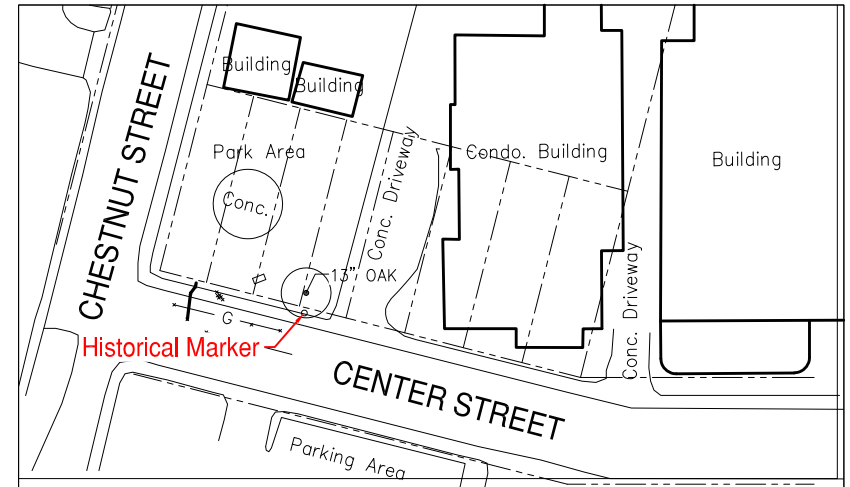 Building
Building
CHESTNUT STREET
Park Area
Conc.
Conc. Driveway
Condo. Building
Building
13" OAK
G
Historical Marker
Conc. Driveway
CENTER STREET
Parking Area